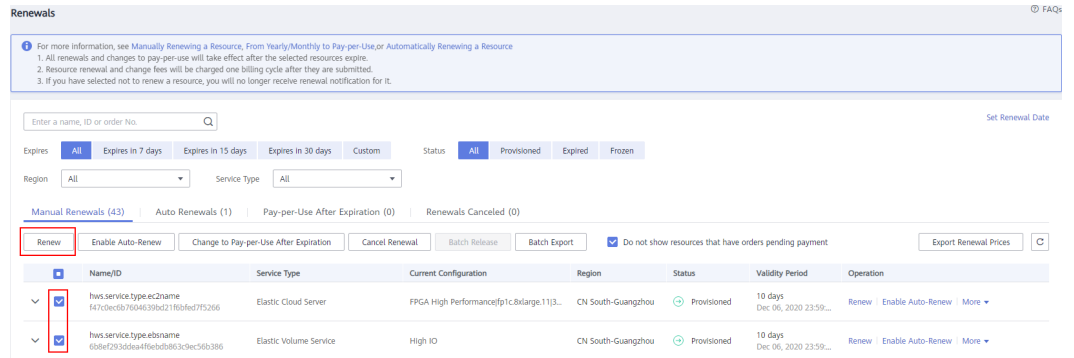 FAQs
Renewals
For more information, see Manually Renewing a Resource, From Yearly/Monthly to Pay-per-Use,or Automatically Renewing a Resource
1. All renewals and changes to pay-per-use will take effect after the selected resources expire.
2. Resource renewal and change fees will be charged one billing cycle after they are submitted.
3. If you have selected not to renew a resource, you will no longer receive renewal notification for it.
Enter a name, ID or order No.
Set Renewal Date
Expires All Expires in 7 days Expires in 15 days Expires in 30 days Custom Status All Provisioned Expired Frozen
Region All Service Type All
Manual Renewals (43) Auto Renewals (1) Pay-per-Use After Expiration (0) Renewals Canceled (0)
Renew Enable Auto-Renew Change to Pay-per-Use After Expiration Cancel Renewal Batch Release Batch Export Do not show resources that have orders pending payment Export Renewal Prices
Name/ID Service Type Current Configuration Region Status Validity Period Operation
hws.service.type.ec2name
f47c0ec6b7604639bd21f6bfed7f5266
Elastic Cloud Server FPGA High Performance|fp1c.8xlarge.11|3... CN South-Guangzhou Provisioned
10 days
Dec 06, 2020 23:59:...
Renew Enable Auto-Renew More
hws.service.type.ebsname
6b8ef293ddea4f6ebdb863c9ec56b386
Elastic Volume Service High IO CN South-Guangzhou Provisioned
10 days
Dec 06, 2020 23:59:...
Renew Enable Auto-Renew More